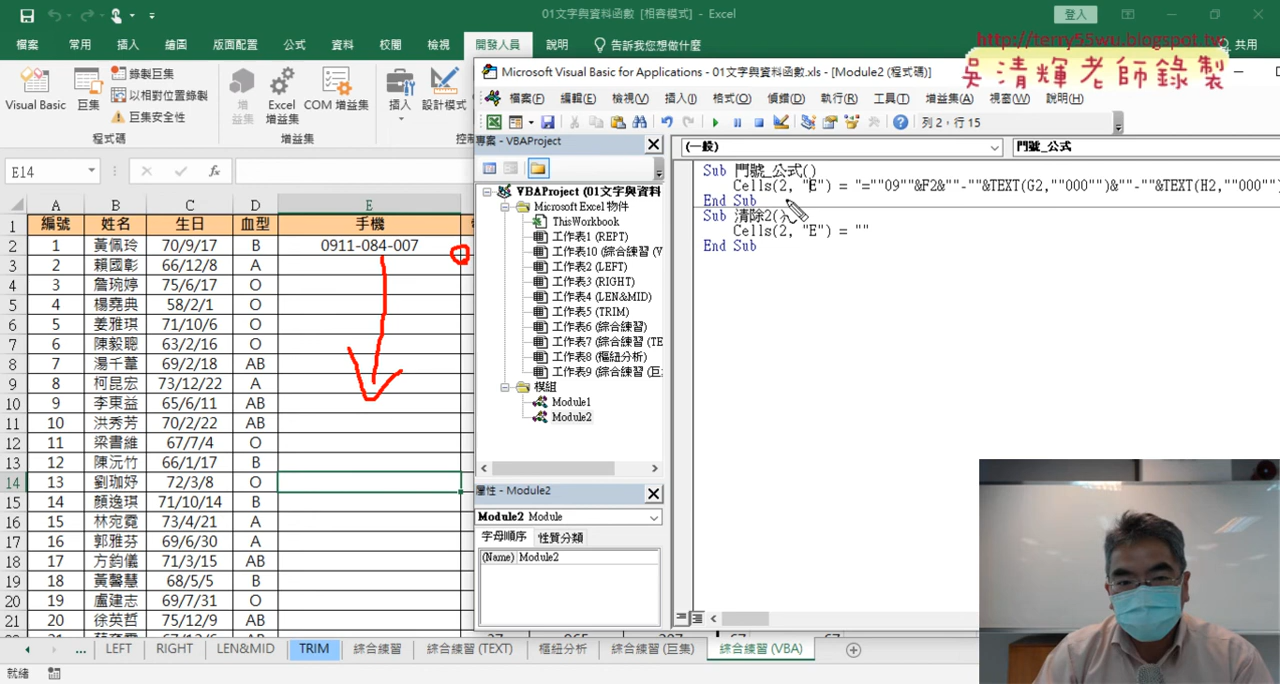 01文字與資料函數 [相容模式] - Excel
登入
檔案 常用 插入 繪圖 版面配置 公式 資料 校閱 檢視 開發人員 說明 告訴我您想做什麼 共用
http://terry55wu.blogspot.tw
吳清輝老師錄製
Visual Basic 巨集 錄製巨集 以相對位置錄製 巨集安全性 程式碼
增益集 Excel 增益集 COM 增益集 增益集
插入 設計模式
Microsoft Visual Basic for Applications - 01文字與資料函數.xls - [Module2 (程式碼)]
檔案(F) 編輯(E) 檢視(V) 插入(I) 格式(O) 偵錯(D) 執行(R) 工具(T) 增益集(A) 視窗(W) 說明(H)
列 2，行 15
專案 - VBAProject
VBAProject (01文字與資料
Microsoft Excel 物件
ThisWorkbook
工作表1 (REPT)
工作表10 (綜合練習 (V
工作表2 (LEFT)
工作表3 (RIGHT)
工作表4 (LEN&MID)
工作表5 (TRIM)
工作表6 (綜合練習)
工作表7 (綜合練習 (TE
工作表8 (樞紐分析)
工作表9 (綜合練習 (巨
模組
Module1
Module2
屬性 - Module2
Module2 Module
字母順序 性質分類
(Name) Module2
(一般) 門號_公式
Sub 門號_公式()
Cells(2, "E") = "=""09""&F2&""-""&TEXT(G2,""000"")&""-""&TEXT(H2,""000"")
End Sub
Sub 清除2()
Cells(2, "E") = ""
End Sub
E14 fx
A B C D E
1 編號 姓名 生日 血型 手機
2 1 黃佩玲 70/9/17 B 0911-084-007
3 2 賴國彰 66/12/8 A
4 3 詹琬婷 75/6/17 O
5 4 楊堯典 58/2/1 O
6 5 姜雅琪 71/10/6 O
7 6 陳毅聰 63/2/16 O
8 7 湯千葦 69/2/18 AB
9 8 柯昆宏 73/12/22 A
10 9 李東益 65/6/11 AB
11 10 洪秀芳 70/2/22 AB
12 11 梁書維 67/7/4 O
13 12 陳沅竹 66/1/17 B
14 13 劉珈妤 72/3/8 O
15 14 顏逸琪 71/10/14 B
16 15 林宛霓 73/4/21 A
17 16 郭雅芬 69/6/30 A
18 17 方鈞儀 71/3/15 AB
19 18 黃馨慧 68/5/5 B
20 19 盧建志 69/7/31 O
21 20 徐英哲 75/12/9 AB
... LEFT RIGHT LEN&MID TRIM 綜合練習 綜合練習 (TEXT) 樞紐分析 綜合練習 (巨集) 綜合練習 (VBA)
就緒